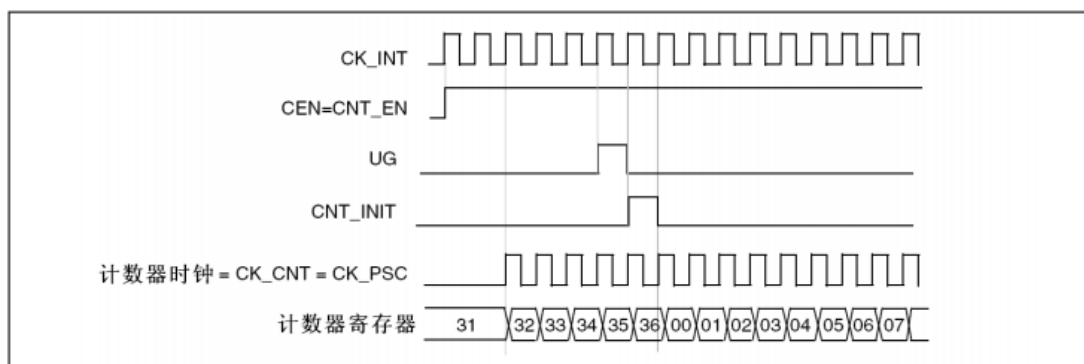 CK_INT
CEN=CNT_EN
UG
CNT_INIT
计数器时钟 = CK_CNT = CK_PSC
计数器寄存器 31 32 33 34 35 36 00 01 02 03 04 05 06 07